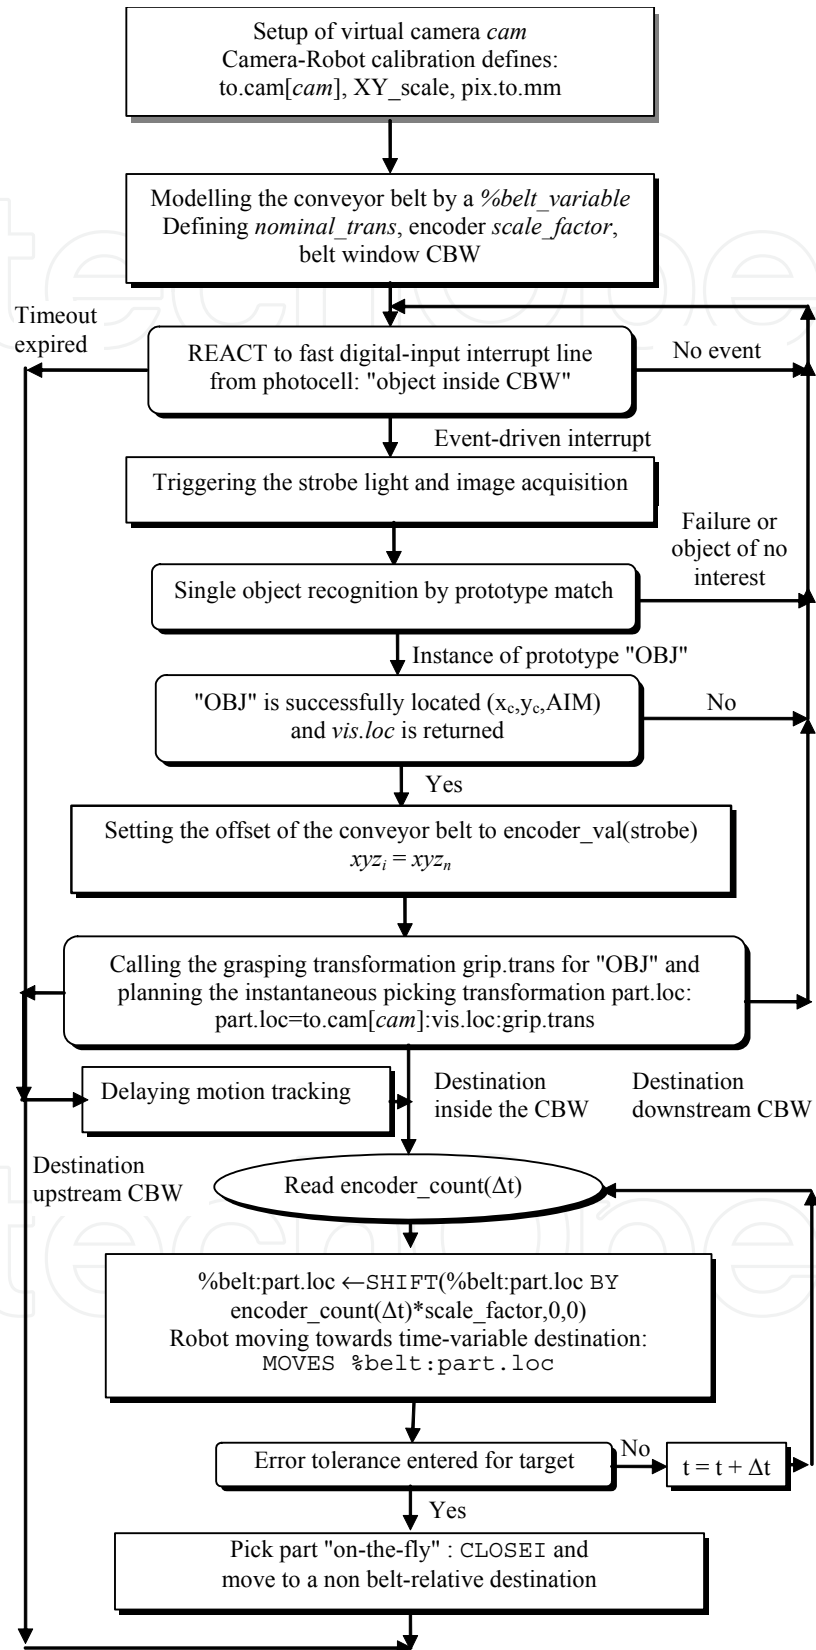 Setup of virtual camera cam
Camera-Robot calibration defines:
to.cam[cam], XY_scale, pix.to.mm
Modelling the conveyor belt by a %belt_variable
Defining nominal_trans, encoder scale_factor,
belt window CBW
Timeout
expired
REACT to fast digital-input interrupt line
from photocell: "object inside CBW"
No event
Event-driven interrupt
Triggering the strobe light and image acquisition
Failure or
object of no
interest
Single object recognition by prototype match
Instance of prototype "OBJ"
"OBJ" is successfully located (xc,yc,AIM)
and vis.loc is returned
No
Yes
Setting the offset of the conveyor belt to encoder_val(strobe)
xyzi = xyzn
Calling the grasping transformation grip.trans for "OBJ" and
planning the instantaneous picking transformation part.loc:
part.loc=to.cam[cam]:vis.loc:grip.trans
Delaying motion tracking
Destination
inside the CBW
Destination
downstream CBW
Destination
upstream CBW
Read encoder_count(Δt)
%belt:part.loc ←SHIFT(%belt:part.loc BY
encoder_count(Δt)*scale_factor,0,0)
Robot moving towards time-variable destination:
MOVES %belt:part.loc
Error tolerance entered for target
No
t = t + Δt
Yes
Pick part "on-the-fly" : CLOSEI and
move to a non belt-relative destination